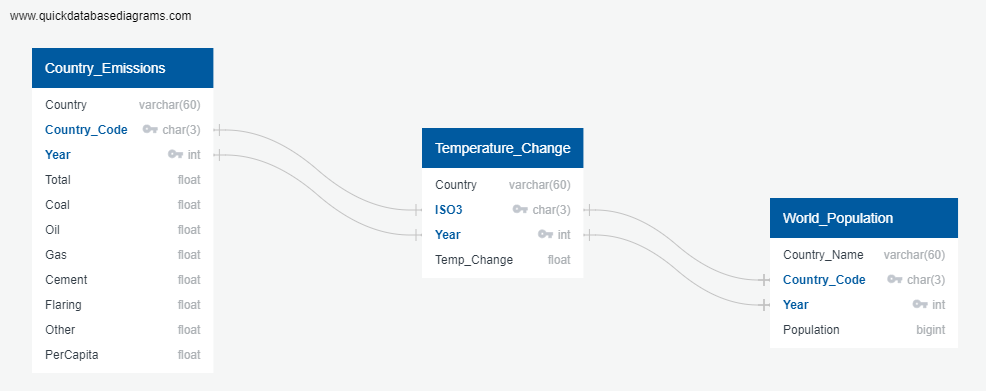 www.quickdatabasediagrams.com
Country_Emissions
Country varchar(60)
Country_Code char(3)
Year int
Total float
Coal float
Oil float
Gas float
Cement float
Flaring float
Other float
PerCapita float
Temperature_Change
Country varchar(60)
ISO3 char(3)
Year int
Temp_Change float
World_Population
Country_Name varchar(60)
Country_Code char(3)
Year int
Population bigint